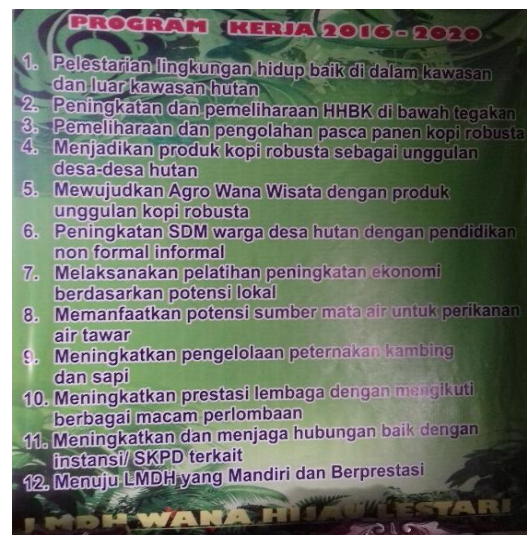 PROGRAM KERJA 2016-2020
1. Pelestarian lingkungan hidup baik di dalam kawasan
dan luar kawasan hutan
2. Peningkatan dan pemeliharaan HHBK di bawah tegakan
3. Pemeliharaan dan pengolahan pasca panen kopi robusta
4. Menjadikan produk kopi robusta sebagai unggulan
desa-desa hutan
5. Mewujudkan Agro Wana Wisata dengan produk
unggulan kopi robusta
6. Peningkatan SDM warga desa hutan dengan pendidikan
non formal informal
7. Melaksanakan pelatihan peningkatan ekonomi
berdasarkan potensi lokal
8. Memanfaatkan potensi sumber mata air untuk perikanan
air tawar
9. Meningkatkan pengelolaan peternakan kambing
dan sapi
10. Meningkatkan prestasi lembaga dengan mengikuti
berbagai macam perlombaan
11. Meningkatkan dan menjaga hubungan baik dengan
instansi/ SKPD terkait
12. Menuju LMDH yang Mandiri dan Berprestasi
LMDH WANA HIJAU LESTARI